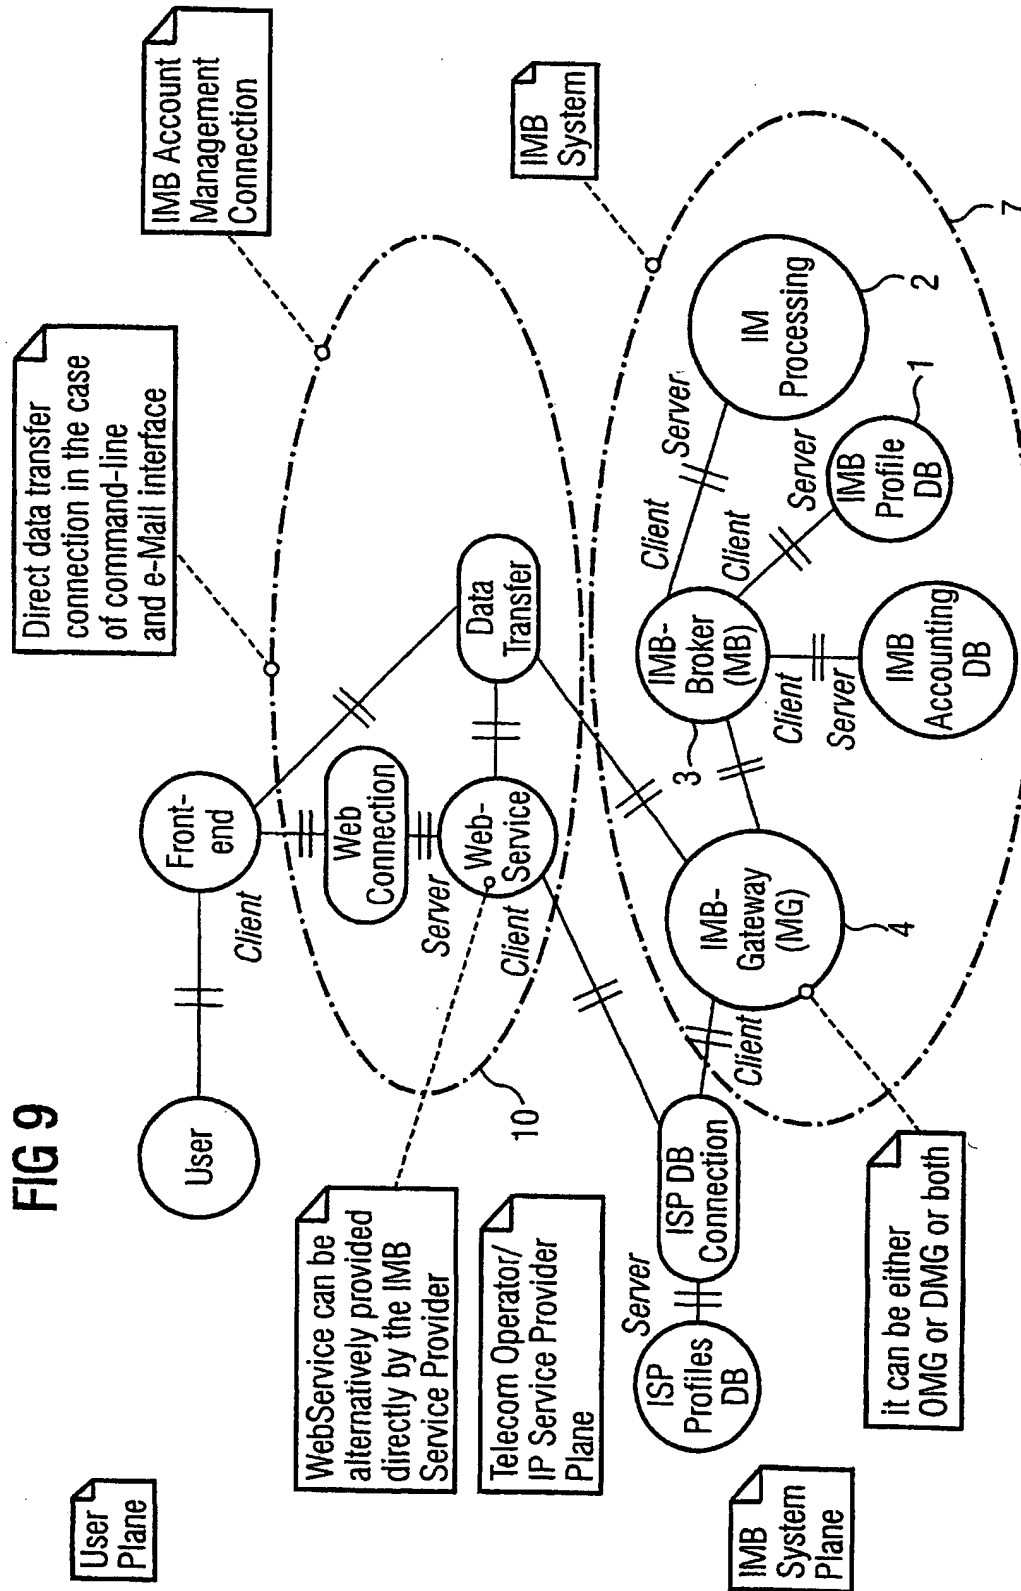 FIG 9
User
Plane
User
Front-
end
Client
Direct data transfer
connection in the case
of command-line
and e-Mail interface
IMB Account
Management
Connection
Web
Connection
Server
Web-
Service
Client
Data
Transfer
10
WebService can be
alternatively provided
directly by the IMB
Service Provider
Telecom Operator/
IP Service Provider
Plane
IMB
System
ISP
Profiles
DB
Server
ISP DB
Connection
Client
IMB-
Gateway
(MG)
4
IMB-
Broker
(MB)
3
Client
Server
IM
Processing
2
Client
Server
IMB
Profile
DB
1
Client
Server
IMB
Accounting
DB
7
it can be either
OMG or DMG or both
IMB
System
Plane